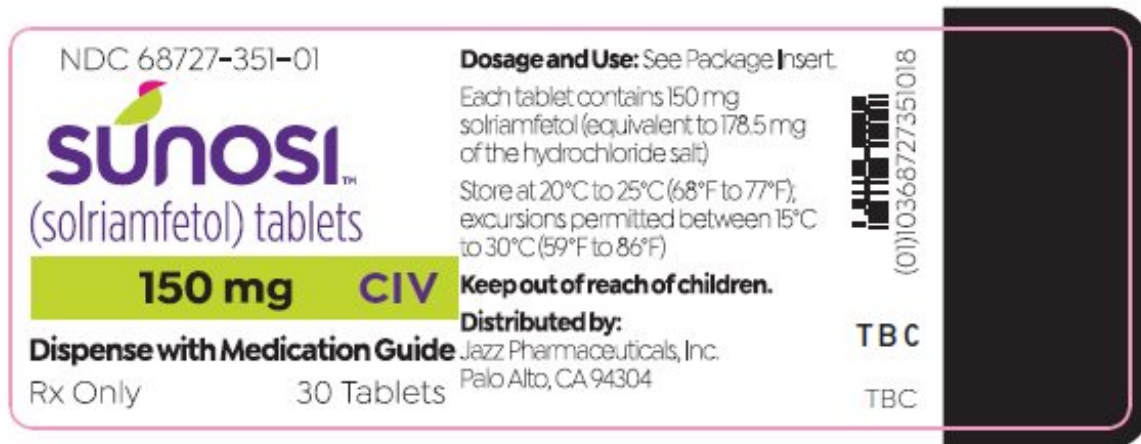 NDC 68727-351-01
SUNOSI™
(solriamfetol) tablets
150 mg CIV
Dispense with Medication Guide
Rx Only 30 Tablets
Dosage and Use: See Package Insert.
Each tablet contains 150 mg
solriamfetol (equivalent to 178.5 mg
of the hydrochloride salt)
Store at 20°C to 25°C (68°F to 77°F);
excursions permitted between 15°C
to 30°C (59°F to 86°F)
Keep out of reach of children.
Distributed by:
Jazz Pharmaceuticals, Inc.
Palo Alto, CA 94304
(01)10368727351018
TBC
TBC